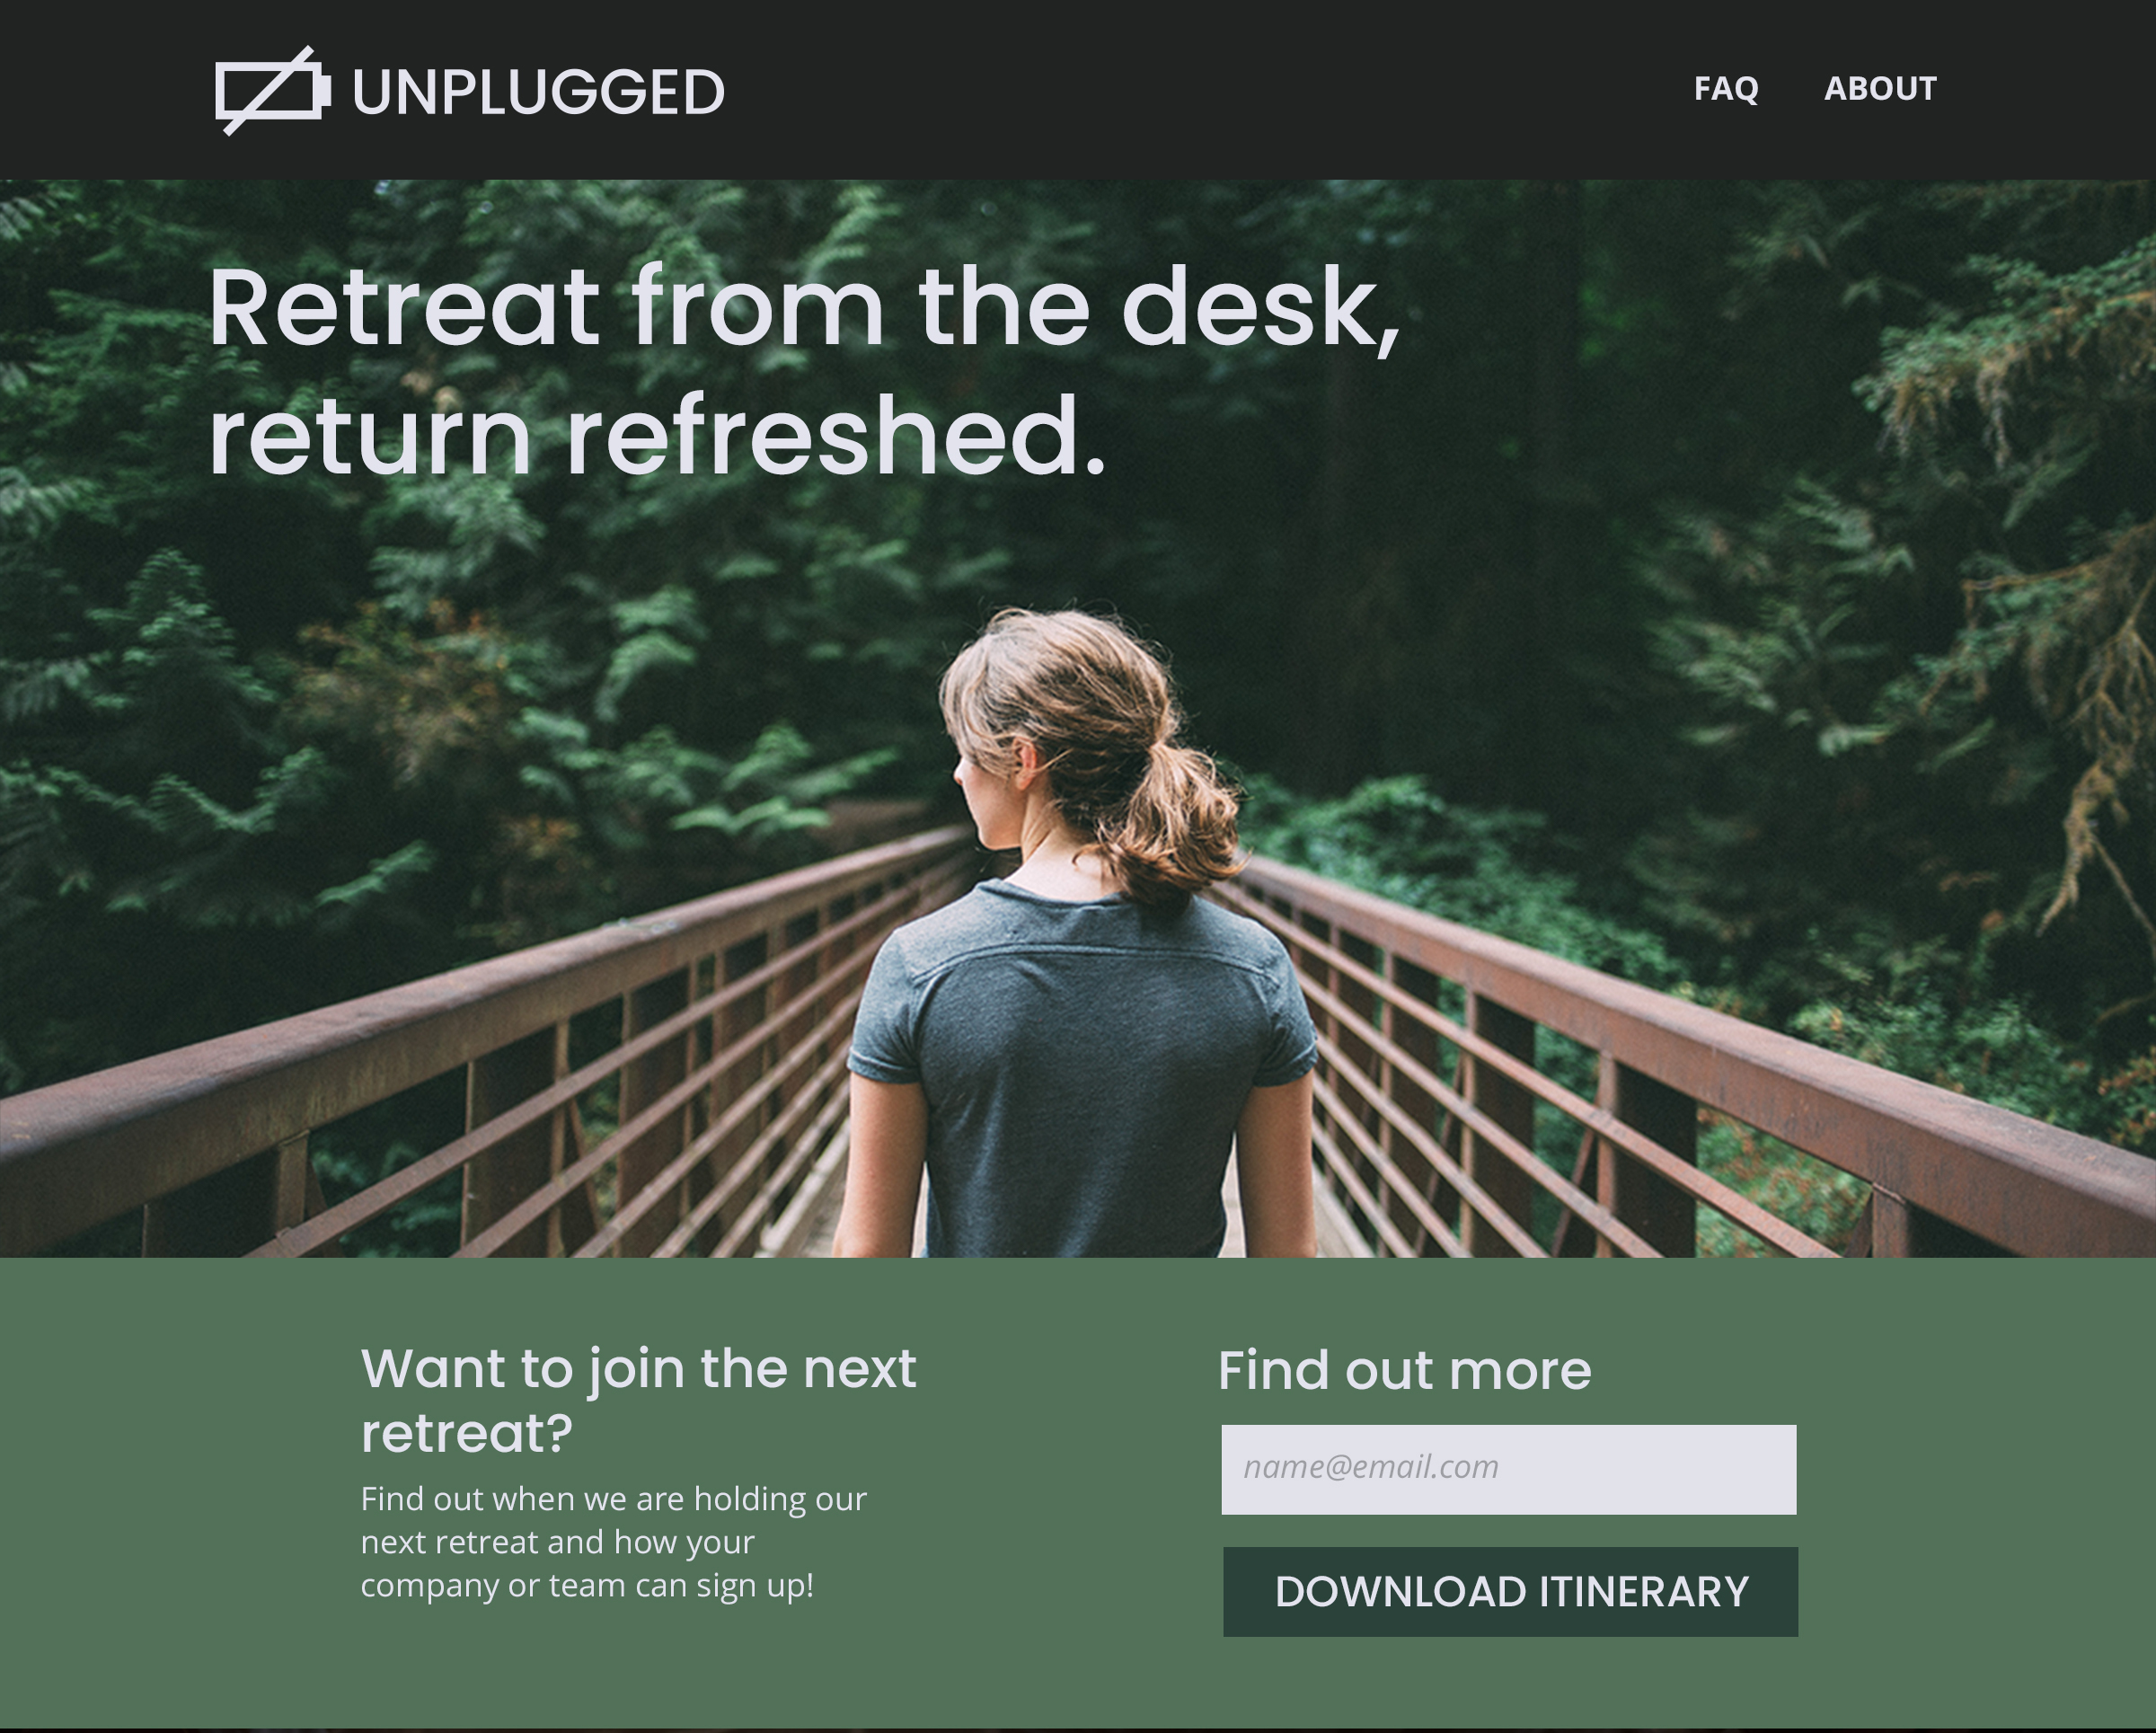 UNPLUGGED
FAQ ABOUT
Retreat from the desk,
return refreshed.
Want to join the next
retreat?
Find out when we are holding our
next retreat and how your
company or team can sign up!
Find out more
name@email.com
DOWNLOAD ITINERARY